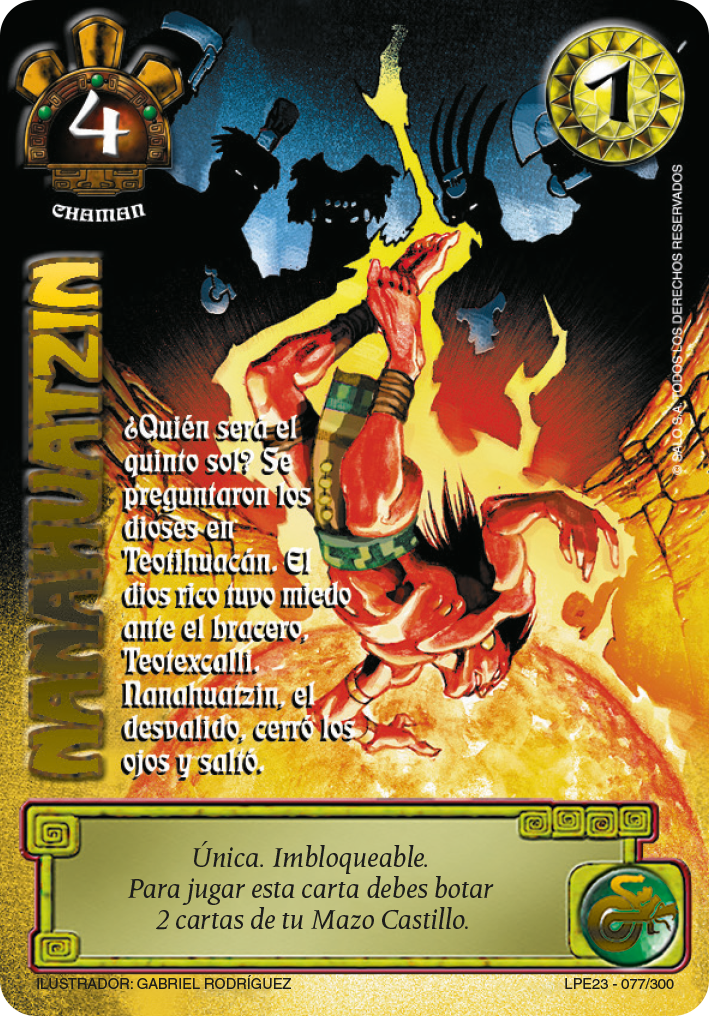 4
1
CHAMAN
© SALO S.A. TODOS LOS DERECHOS RESERVADOS
NANAHUATZIN
¿Quién será el
quinto sol? Se
preguntaron los
dioses en
Teotihuacán. El
dios rico tuvo miedo
ante el bracero,
Teotexcalli.
Nanahuatzin, el
desvalido, cerró los
ojos y saltó.
Única. Imbloqueable.
Para jugar esta carta debes botar
2 cartas de tu Mazo Castillo.
ILUSTRADOR: GABRIEL RODRÍGUEZ
LPE23 - 077/300